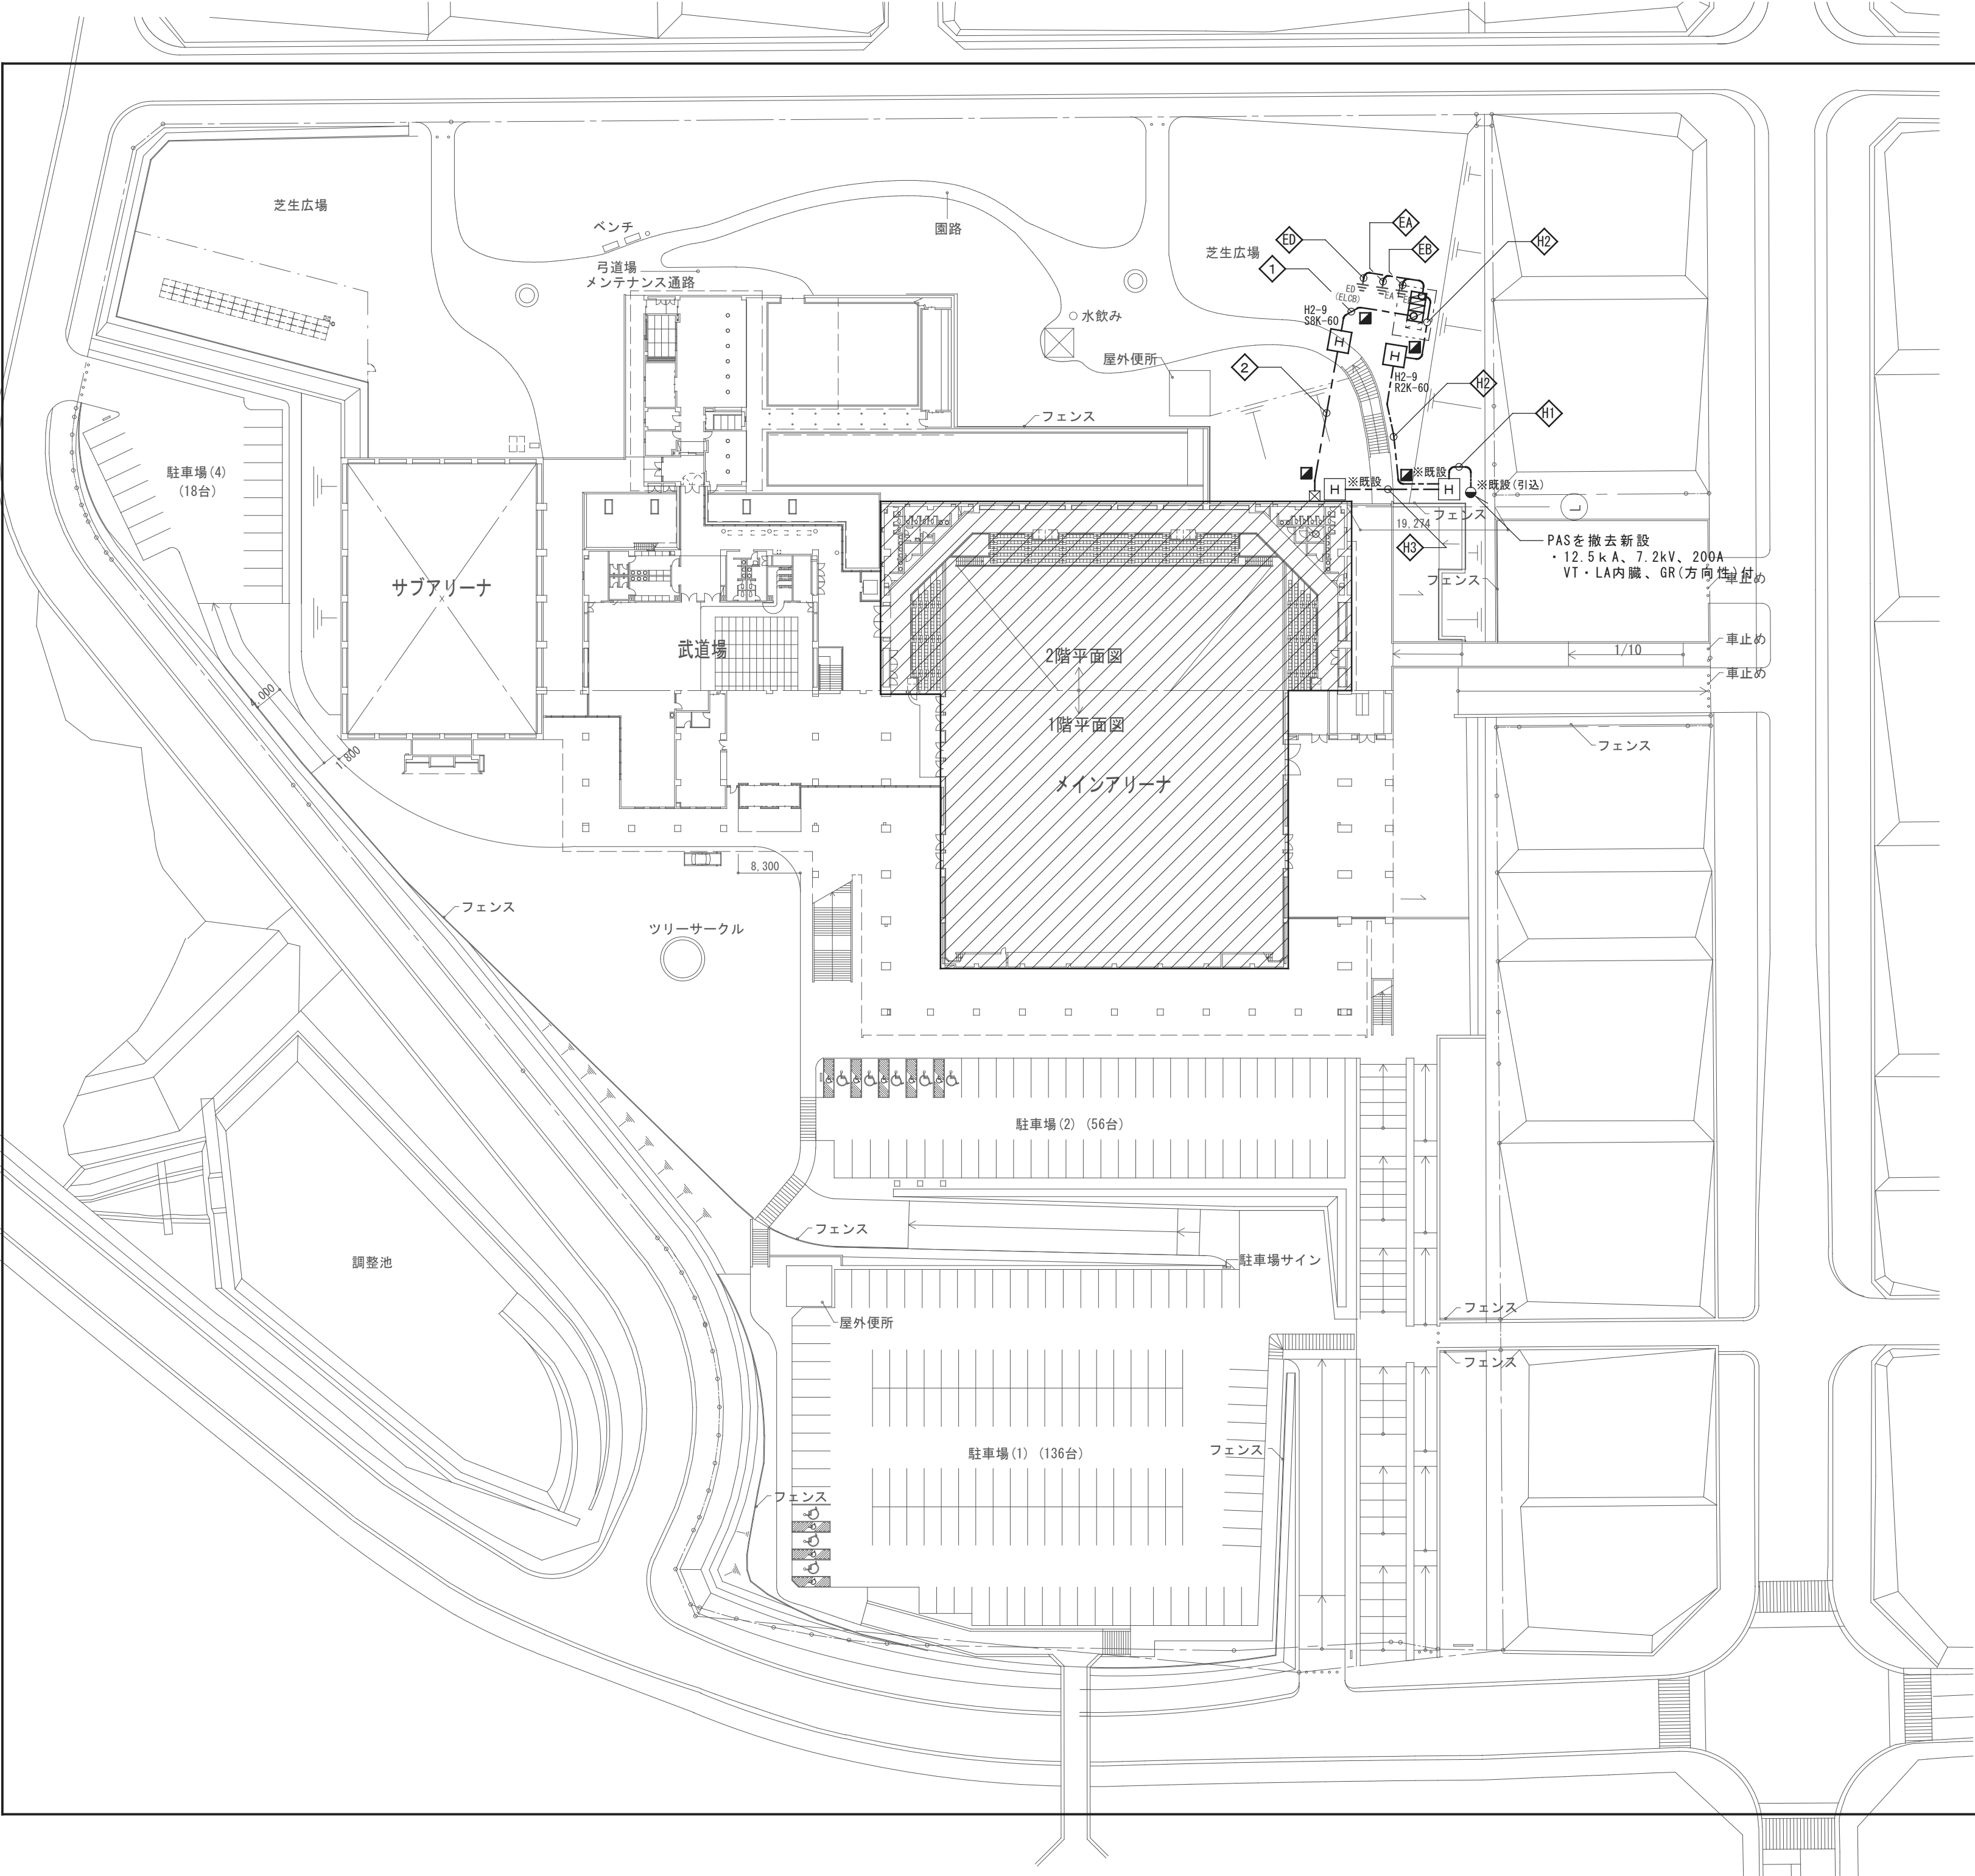 芝生広場
ベンチ
園路
弓道場
メンテナンス通路
水飲み
屋外便所
フェンス
芝生広場
EA
ED
EB
H2
1
ED
(ELCB)
EA
H2-9
S8K-60
H
H
2
H2-9
R2K-60
H2
H1
※既設
※既設
※既設(引込)
H
H
フェンス
19,274
H3
PASを撤去新設
・12.5kA、7.2kV、200A
VT・LA内臓、GR(方向性)付
車止め
フェンス
車止め
1/10
車止め
駐車場(4)
(18台)
サブアリーナ
武道場
2階平面図
1階平面図
メインアリーナ
1,800
8,300
フェンス
フェンス
ツリーサークル
駐車場(2) (56台)
フェンス
駐車場サイン
調整池
屋外便所
フェンス
フェンス
駐車場(1) (136台)
フェンス
フェンス